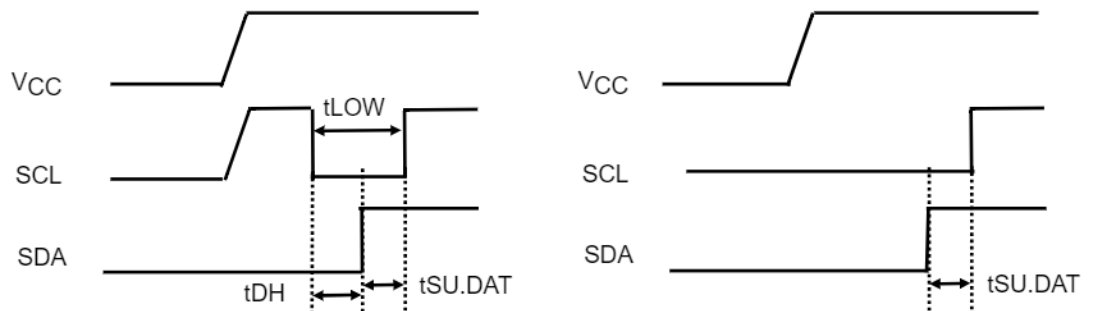 VCC
tLOW
SCL
SDA
tDH
tSU.DAT
VCC
SCL
SDA
tSU.DAT